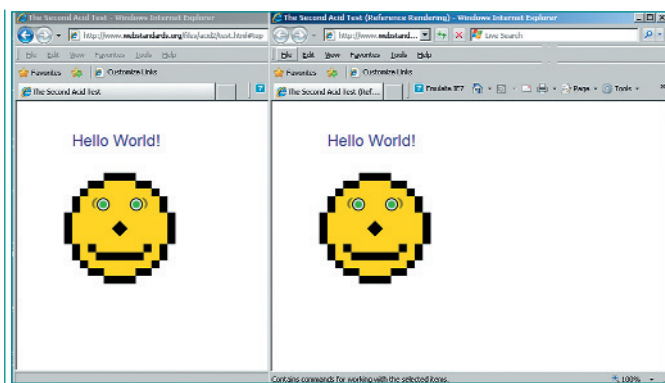 The Second Acid Test - Windows Internet Explorer
http://www.webstandards.org/files/acid2/test.html#top
File Edit View Favorites Tools Help
Favorites Customize Links
The Second Acid Test
Hello World!
The Second Acid Test (Reference Rendering) - Windows Internet Explorer
http://www.webstand... Live Search
File Edit View Favorites Tools Help
Favorites Customize Links
The Second Acid Test (Ref... Emulate IE7 Page Tools
Hello World!
Contains commands for working with the selected items. 100%